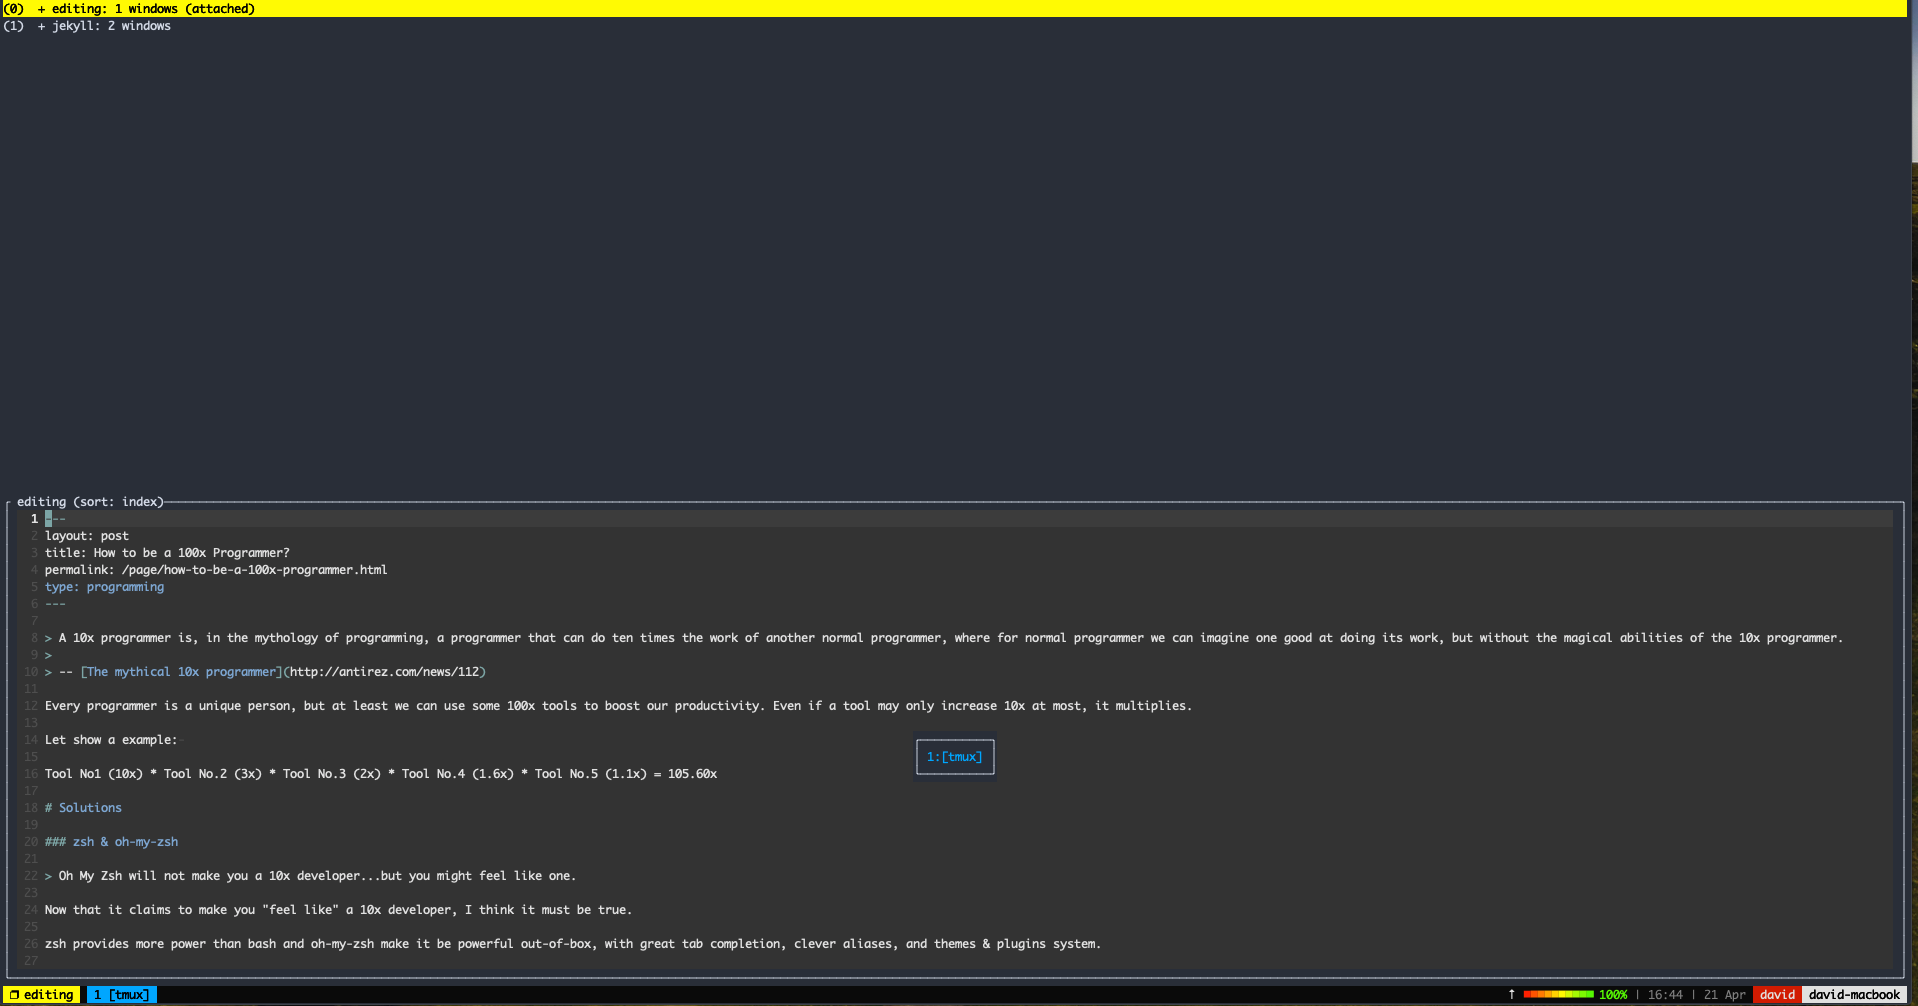 (0)  + editing: 1 windows (attached)
(1)  + jekyll: 2 windows
editing (sort: index)
1 ---
2 layout: post
3 title: How to be a 100x Programmer?
4 permalink: /page/how-to-be-a-100x-programmer.html
5 type: programming
6 ---
7
8 > A 10x programmer is, in the mythology of programming, a programmer that can do ten times the work of another normal programmer, where for normal programmer we can imagine one good at doing its work, but without the magical abilities of the 10x programmer.
9 >
10 > -- [The mythical 10x programmer](http://antirez.com/news/112)
11
12 Every programmer is a unique person, but at least we can use some 100x tools to boost our productivity. Even if a tool may only increase 10x at most, it multiplies.
13
14 Let show a example:
15
1:[tmux]
16 Tool No1 (10x) * Tool No.2 (3x) * Tool No.3 (2x) * Tool No.4 (1.6x) * Tool No.5 (1.1x) = 105.60x
17
18 # Solutions
19
20 ### zsh & oh-my-zsh
21
22 > Oh My Zsh will not make you a 10x developer...but you might feel like one.
23
24 Now that it claims to make you "feel like" a 10x developer, I think it must be true.
25
26 zsh provides more power than bash and oh-my-zsh make it be powerful out-of-box, with great tab completion, clever aliases, and themes & plugins system.
27
❐ editing 1 [tmux] ↑ 100% | 16:44 | 21 Apr david david-macbook